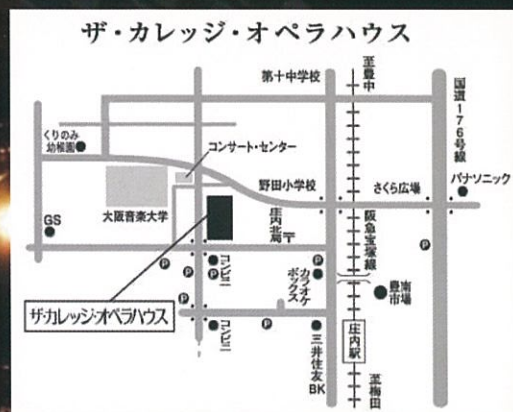 ザ・カレッジ・オペラハウス
第十中学校
至豊中
国道176号線
くりのみ
幼稚園
コンサート・センター
野田小学校
さくら広場
パナソニック
大阪音楽大学
庄内北局〒
阪急宝塚線
GS
P
P
P
P
P
P
P
コンビニ
カラオケ
ボックス
豊南
市場
ザ・カレッジ・オペラハウス
コンビニ
三井住友
BK
庄内駅
至梅田